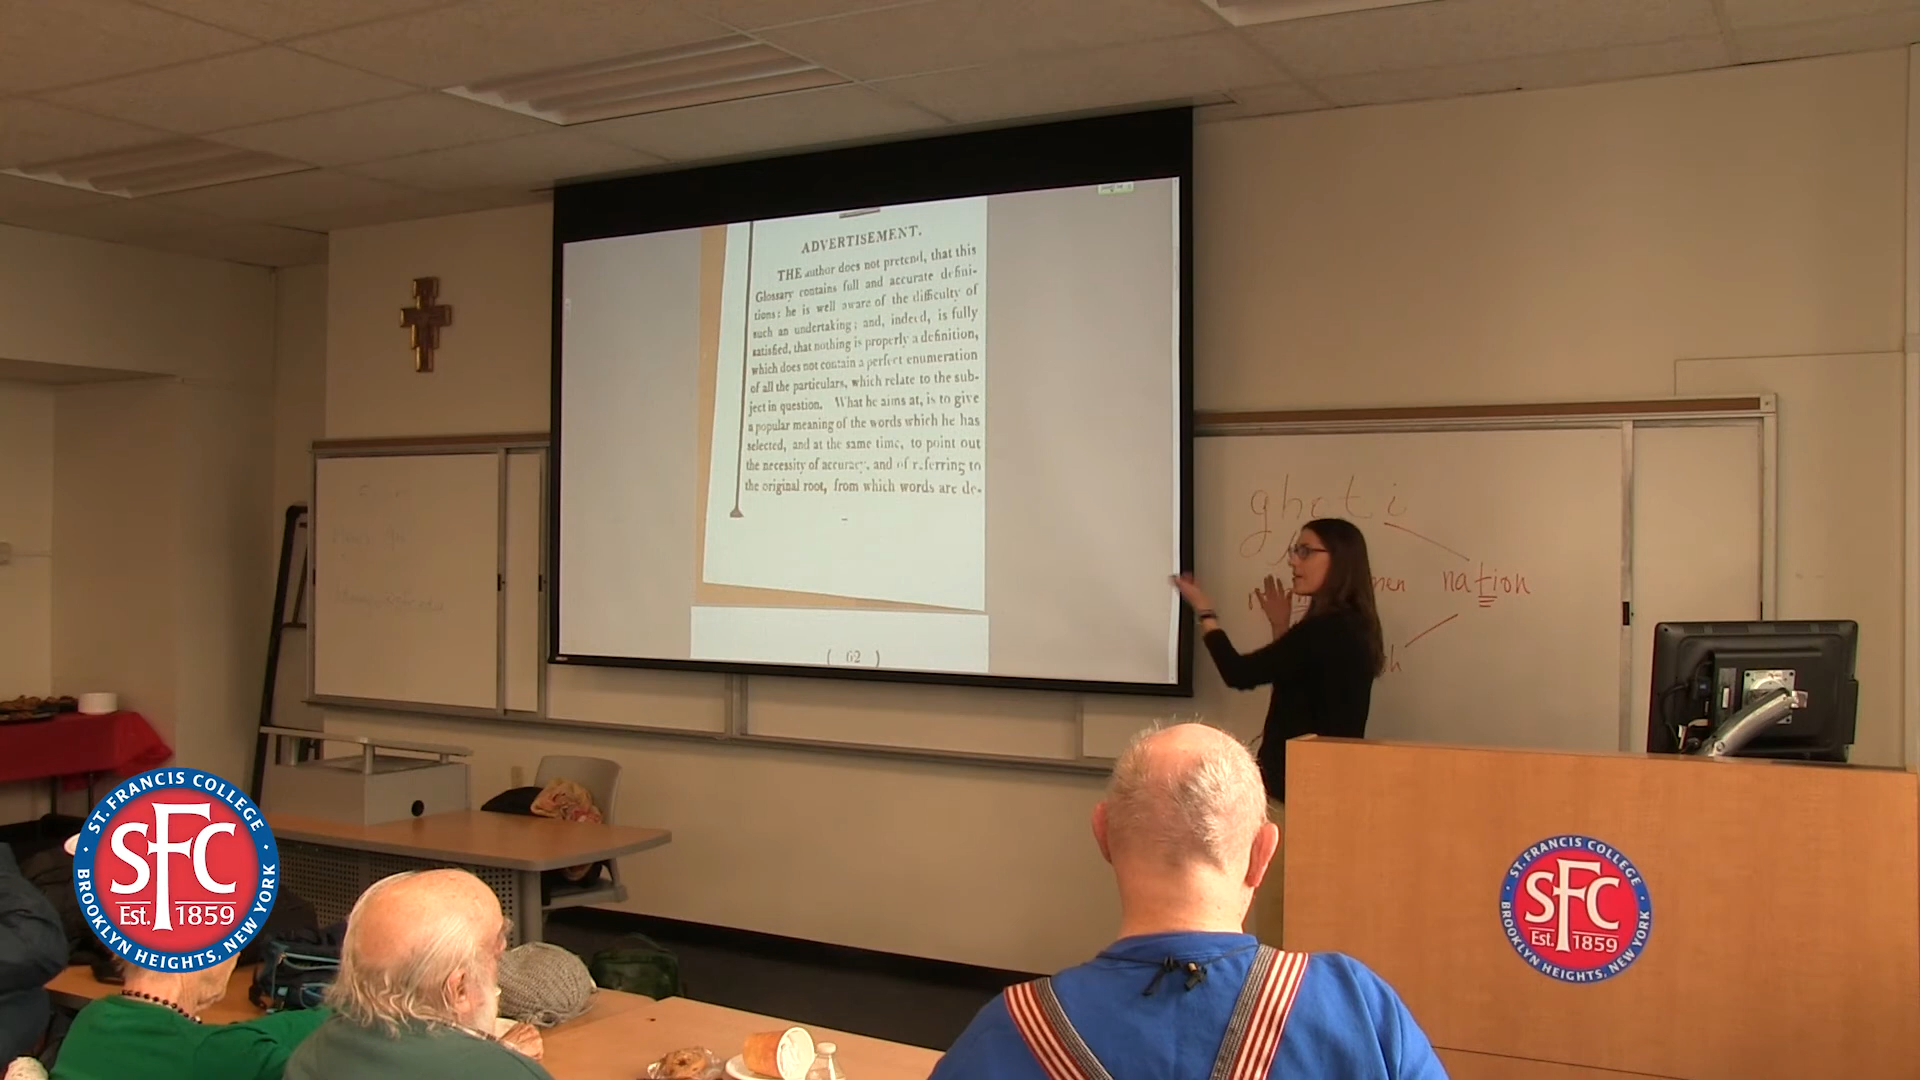 ADVERTISEMENT.
THE author does not pretend, that this
Glossary contains full and accurate defini-
tions: he is well aware of the difficulty of
such an undertaking; and, indeed, is fully
satisfied, that nothing is properly a definition,
which does not contain a perfect enumeration
of all the particulars, which relate to the sub-
ject in question. What he aims at, is to give
a popular meaning of the words which he has
selected, and at the same time, to point out
the necessity of accuracy, and of referring to
the original root, from which words are de-
( 62 )
ghoti
men nation
ST. FRANCIS COLLEGE
SFC
Est. 1859
BROOKLYN HEIGHTS, NEW YORK
ST. FRANCIS COLLEGE
SFC
Est. 1859
BROOKLYN HEIGHTS, NEW YORK